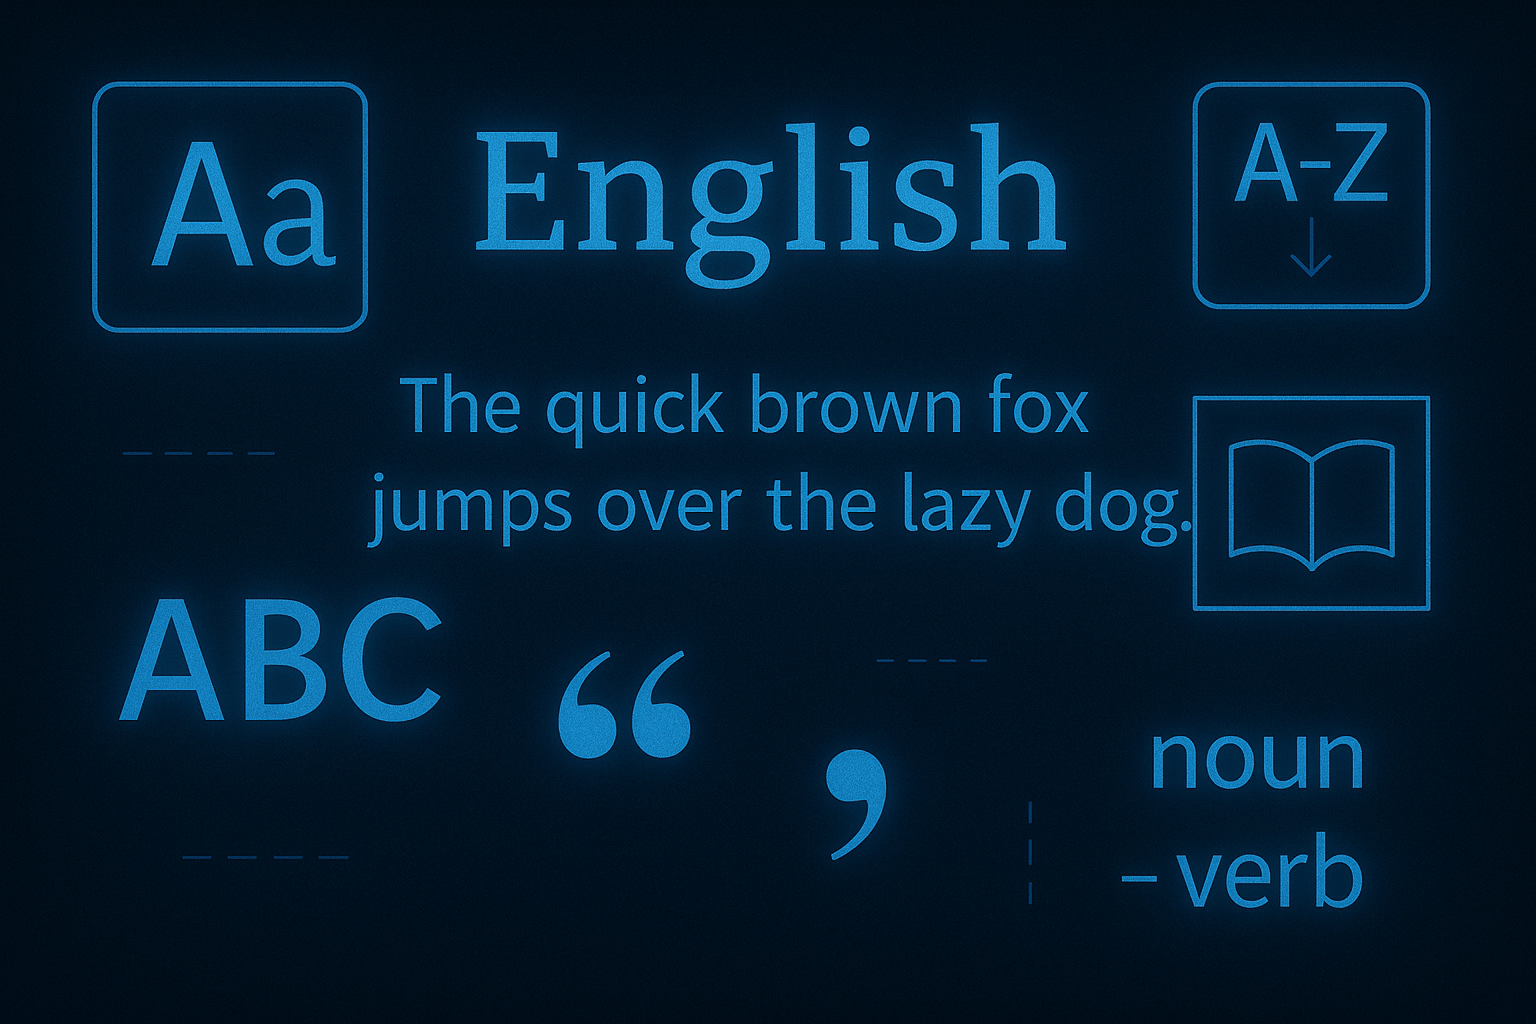 Aa
English
A-Z
The quick brown fox
jumps over the lazy dog.
ABC
“
,
noun
– verb